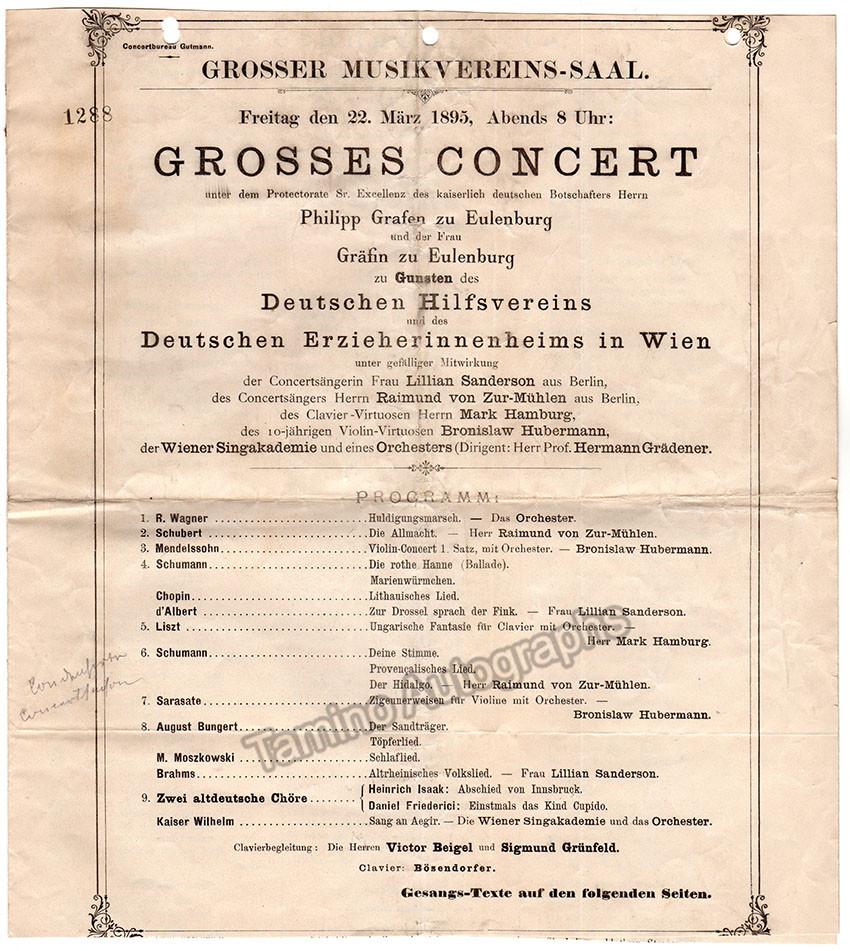 Concertbureau Gutmann.
GROSSER MUSIKVEREINS-SAAL.
1288
Freitag den 22. März 1895, Abends 8 Uhr:
GROSSES CONCERT
unter dem Protectorate Sr. Excellenz des kaiserlich deutschen Botschafters Herrn
Philipp Grafen zu Eulenburg
und der Frau
Gräfin zu Eulenburg
zu Gunsten des
Deutschen Hilfsvereins
und des
Deutschen Erzieherinnenheims in Wien
unter gefälliger Mitwirkung
der Concertsängerin Frau Lillian Sanderson aus Berlin,
des Concertsängers Herrn Raimund von Zur-Mühlen aus Berlin,
des Clavier-Virtuosen Herrn Mark Hamburg,
des 10-jährigen Violin-Virtuosen Bronislaw Hubermann,
der Wiener Singakademie und eines Orchesters (Dirigent: Herr Prof. Hermann Grädener.
PROGRAMM:
1. R. Wagner ........................ Huldigungsmarsch. — Das Orchester.
2. Schubert ........................ Die Allmacht. — Herr Raimund von Zur-Mühlen.
3. Mendelssohn ........................ Violin-Concert 1. Satz, mit Orchester. — Bronislaw Hubermann.
4. Schumann ........................ Die rothe Hanne (Ballade).
Marienwürmchen.
Chopin ........................ Lithauisches Lied.
d'Albert ........................ Zur Drossel sprach der Fink. — Frau Lillian Sanderson.
5. Liszt ........................ Ungarische Fantasie für Clavier mit Orchester. —
Herr Mark Hamburg.
6. Schumann ........................ Deine Stimme.
Provençalisches Lied.
Der Hidalgo. Herr Raimund von Zur-Mühlen.
7. Sarasate ........................ Zigeunerweisen für Violine mit Orchester. —
Bronislaw Hubermann.
8. August Bungert ........................ Der Sandträger.
Töpferlied.
M. Moszkowski ........................ Schlaflied.
Brahms ........................ Altrheinisches Volkslied. — Frau Lillian Sanderson.
9. Zwei altdeutsche Chöre ........ { Heinrich Isaak: Abschied von Innsbruck.
Daniel Friederici: Einstmals das Kind Cupido.
Kaiser Wilhelm ........................ Sang an Aegir. — Die Wiener Singakademie und das Orchester.
Clavierbegleitung: Die Herren Victor Beigel und Sigmund Grünfeld.
Clavier: Bösendorfer.
Gesangs-Texte auf den folgenden Seiten.
Tamino Autographs